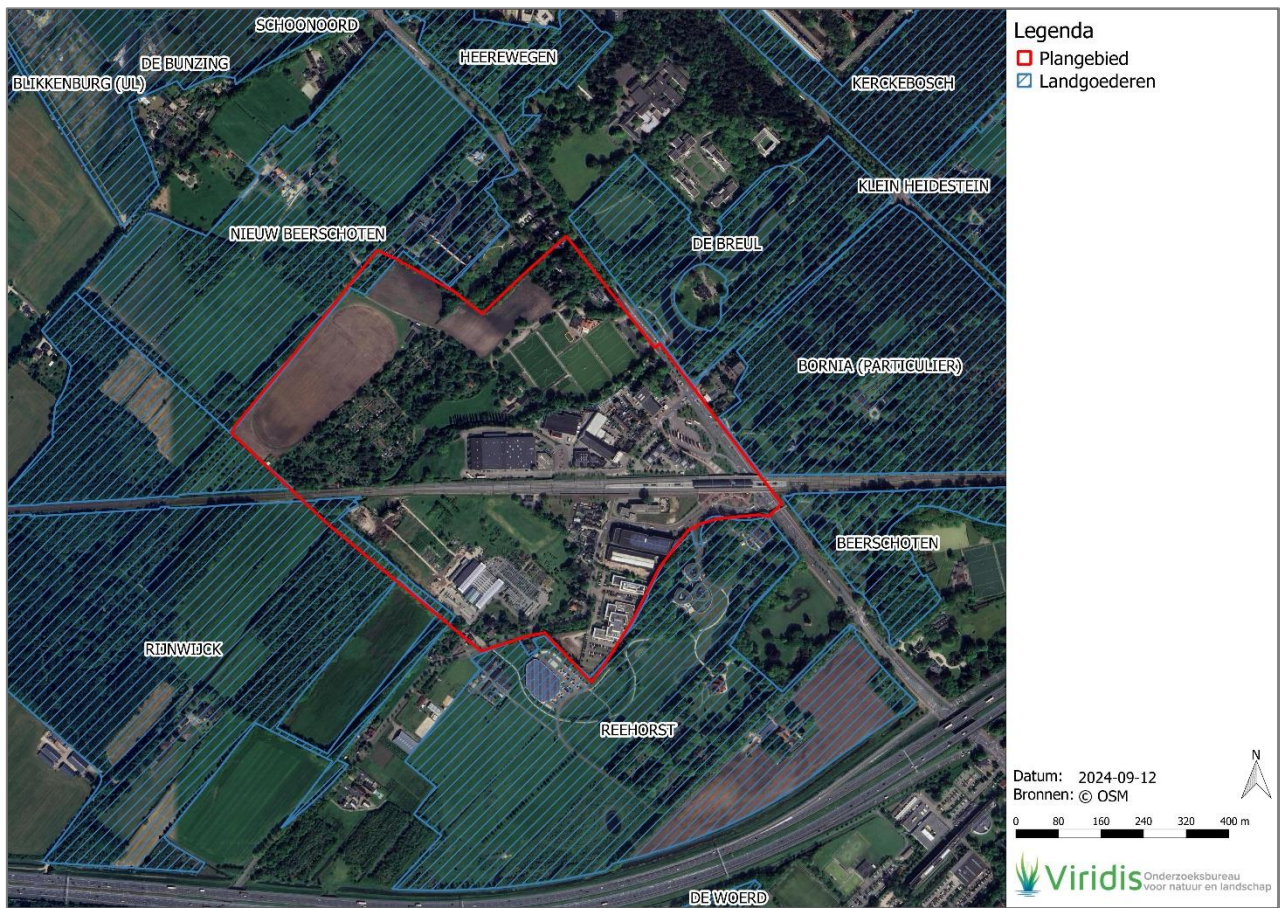 SCHOONOORD
DE BUNZING
BLIKKENBURG (UL)
HEEREWEGEN
KERCKEBOSCH
KLEIN HEIDESTEIN
NIEUW BEERSCHOTEN
DE BREUL
BORNIA (PARTICULIER)
BEERSCHOTEN
RIJNWIJCK
REEHORST
DE WOERD
Legenda
Plangebied
Landgoederen
N
Datum: 2024-09-12
Bronnen: © OSM
0 80 160 240 320 400 m
Viridis Onderzoeksbureau
voor natuur en landschap